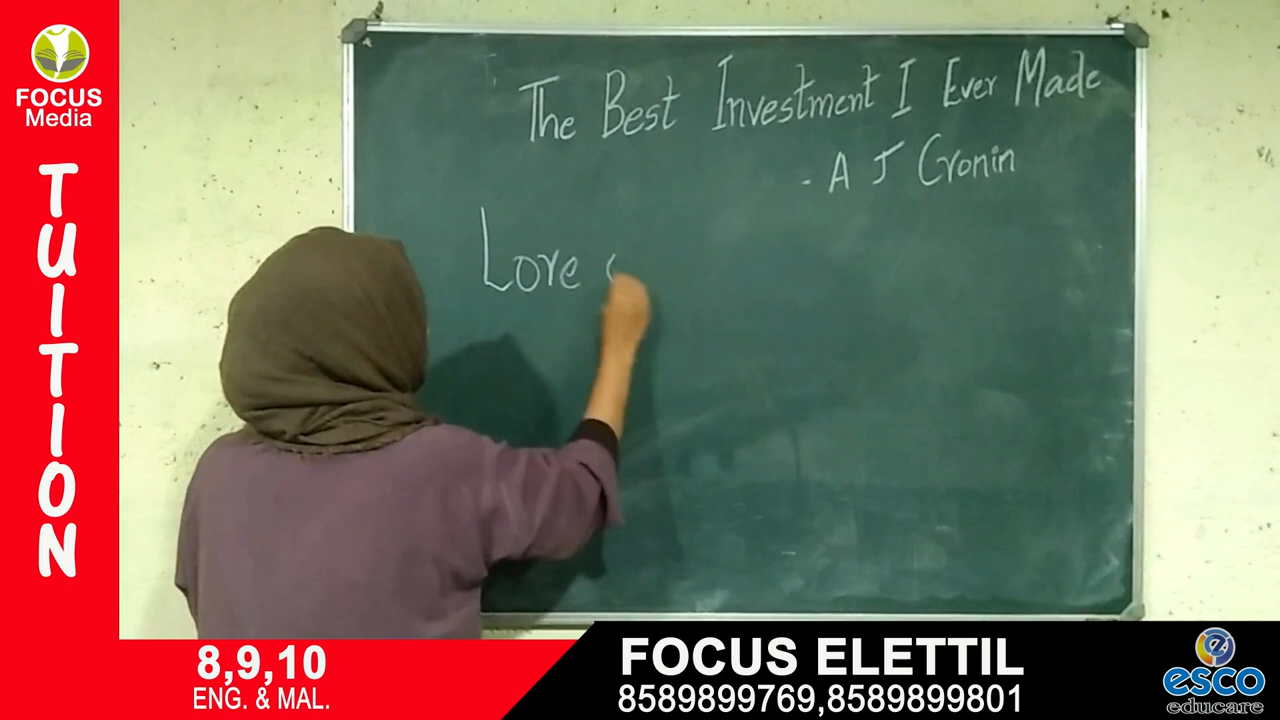 FOCUS
Media
TUITION
The Best Investment I Ever Made
- A J Cronin
Love
8,9,10
ENG. & MAL.
FOCUS ELETTIL
8589899769,8589899801
esco
educare